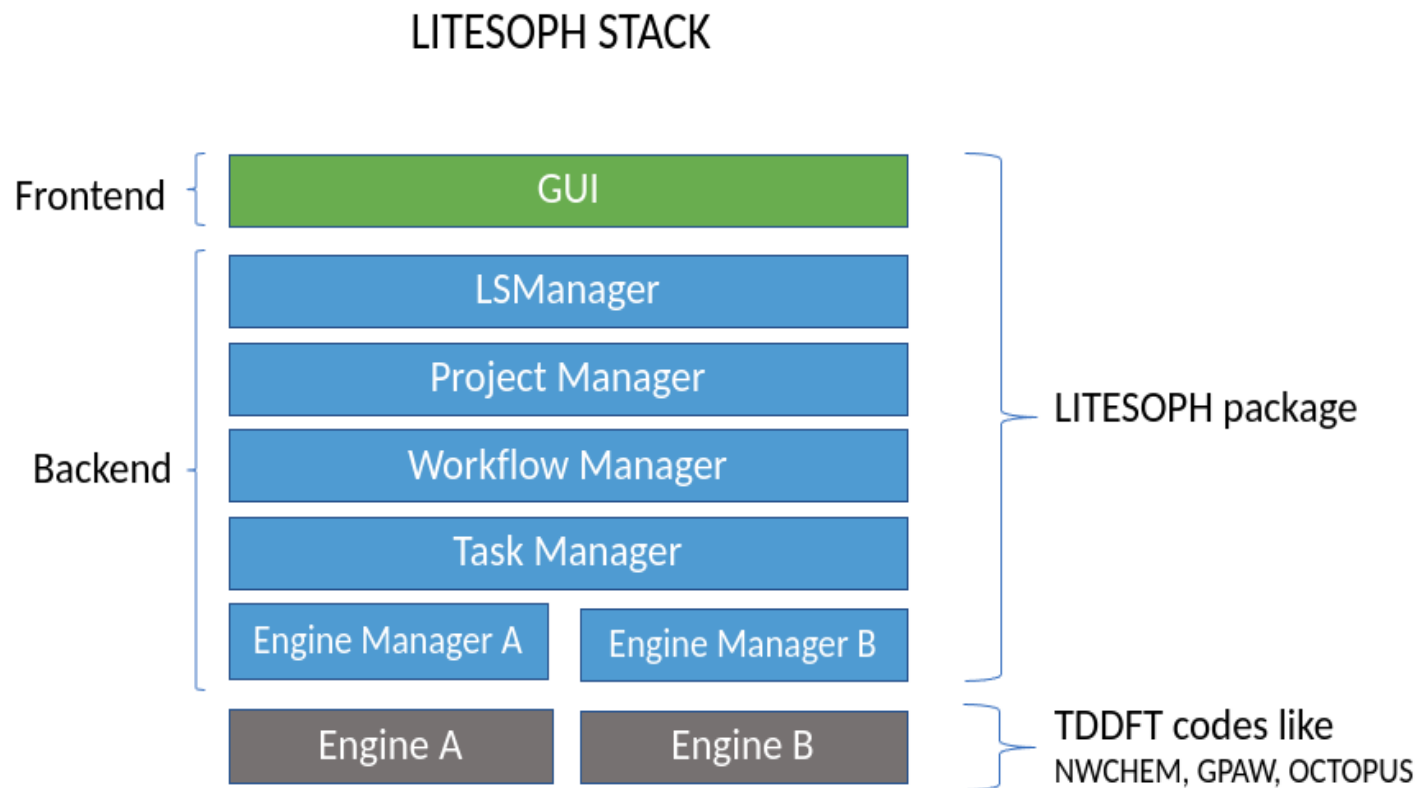 LITESOPH STACK
Frontend
GUI
LSManager
Project Manager
Workflow Manager
Task Manager
Backend
Engine Manager A
Engine Manager B
Engine A
Engine B
LITESOPH package
TDDFT codes like
NWCHEM, GPAW, OCTOPUS